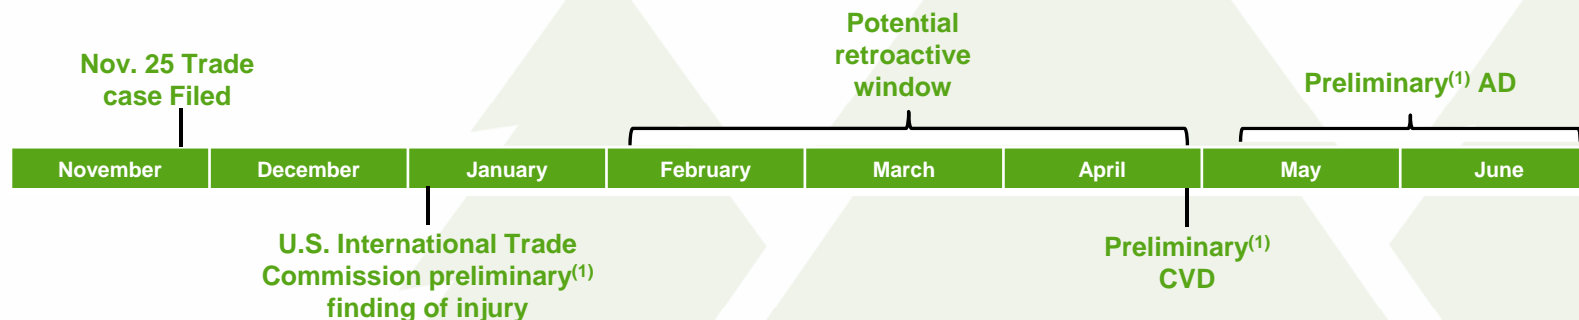 Potential
retroactive
window
Nov. 25 Trade
case Filed
Preliminary(1) AD
November December January February March April May June
U.S. International Trade
Commission preliminary(1)
finding of injury
Preliminary(1)
CVD